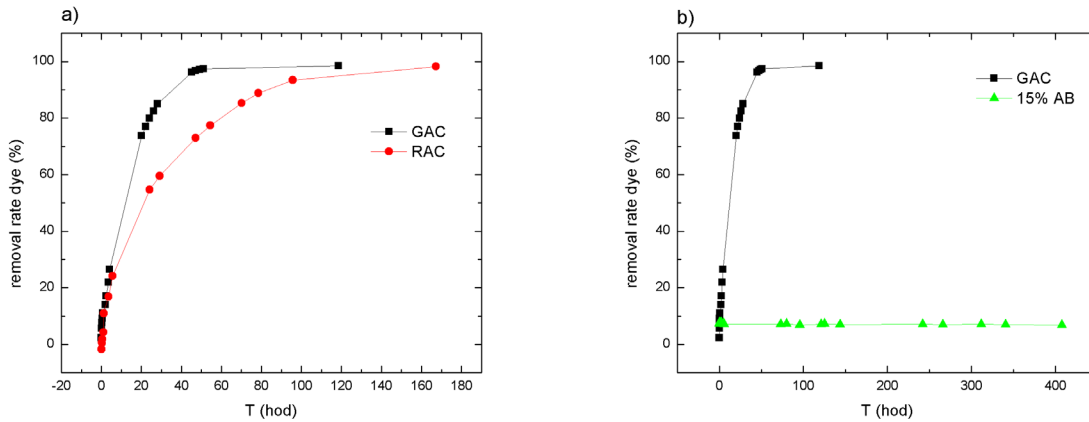 a)
100
80
60
40
20
0
removal rate dye (%)
GAC
RAC
-20 0 20 40 60 80 100 120 140 160 180
T (hod)
b)
100
80
60
40
20
0
removal rate dye (%)
GAC
15% AB
0 100 200 300 400
T (hod)